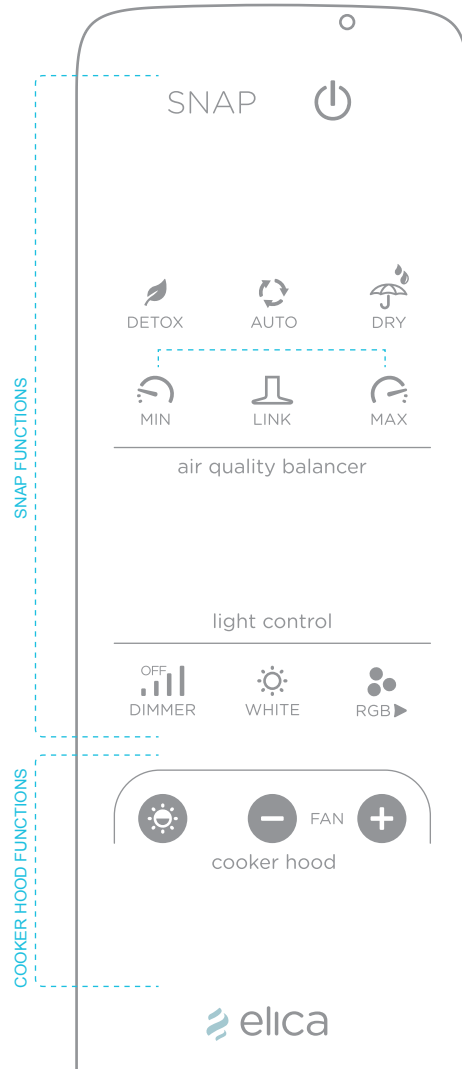 SNAP
DETOX AUTO DRY
MIN LINK MAX
air quality balancer
SNAP FUNCTIONS
light control
OFF
DIMMER WHITE RGB
COOKER HOOD FUNCTIONS
FAN
cooker hood
elica